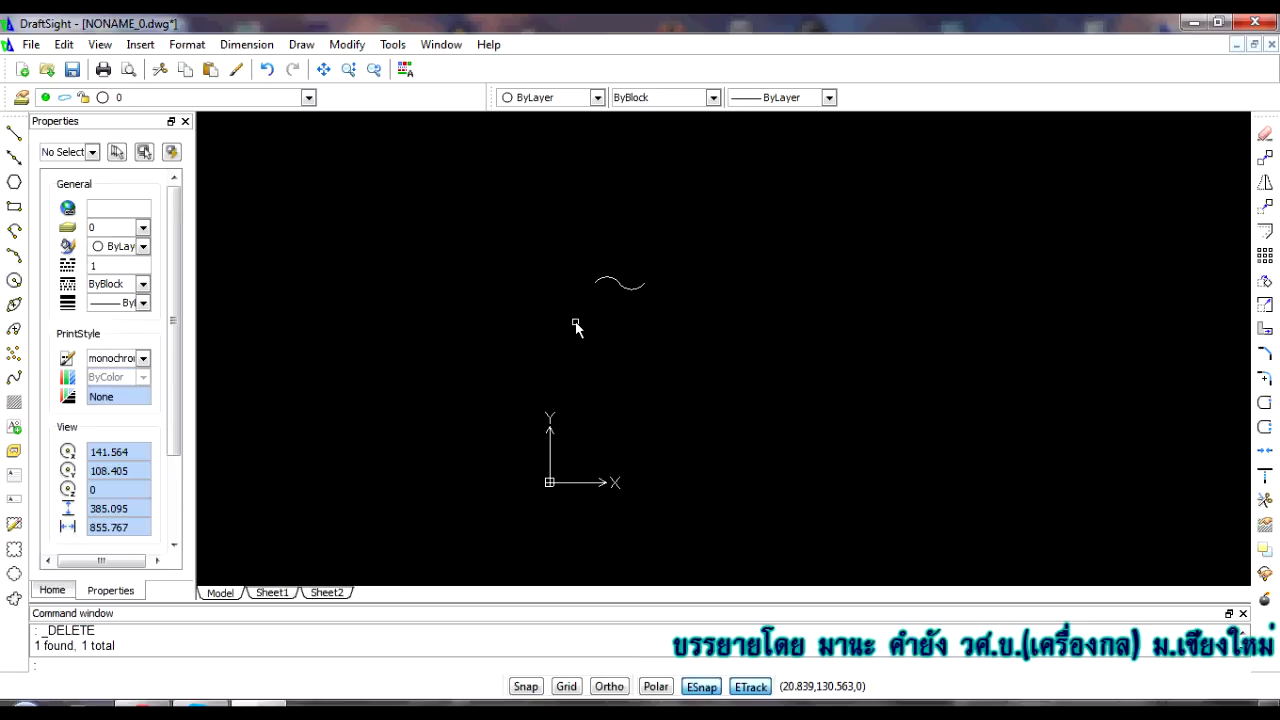 DraftSight - [NONAME_0.dwg*]
File Edit View Insert Format Dimension Draw Modify Tools Window Help
0 ByLayer ByBlock ByLayer
Properties
No Select
General
0
ByLay
1
ByBlock
Byl
PrintStyle
monochror
ByColor
None
View
141.564
108.405
0
385.095
855.767
Y
X
Home Properties
Model Sheet1 Sheet2
Command window
: _DELETE
1 found, 1 total
:
บรรยายโดย มานะ คำยัง วศ.บ.(เครื่องกล) ม.เชียงใหม่
Snap Grid Ortho Polar ESnap ETrack (20.839,130.563,0)